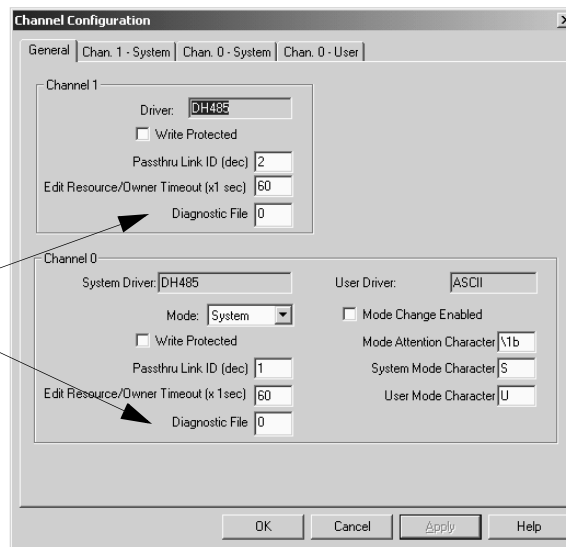 Channel Configuration
General Chan. 1 - System Chan. 0 - System Chan. 0 - User
Channel 1
Driver: DH485
Write Protected
Passthru Link ID (dec) 2
Edit Resource/Owner Timeout (x1 sec) 60
Diagnostic File 0
Channel 0
System Driver: DH485 User Driver: ASCII
Mode: System Mode Change Enabled
Write Protected Mode Attention Character \1b
Passthru Link ID (dec) 1 System Mode Character S
Edit Resource/Owner Timeout (x 1sec) 60 User Mode Character U
Diagnostic File 0
OK Cancel Apply Help